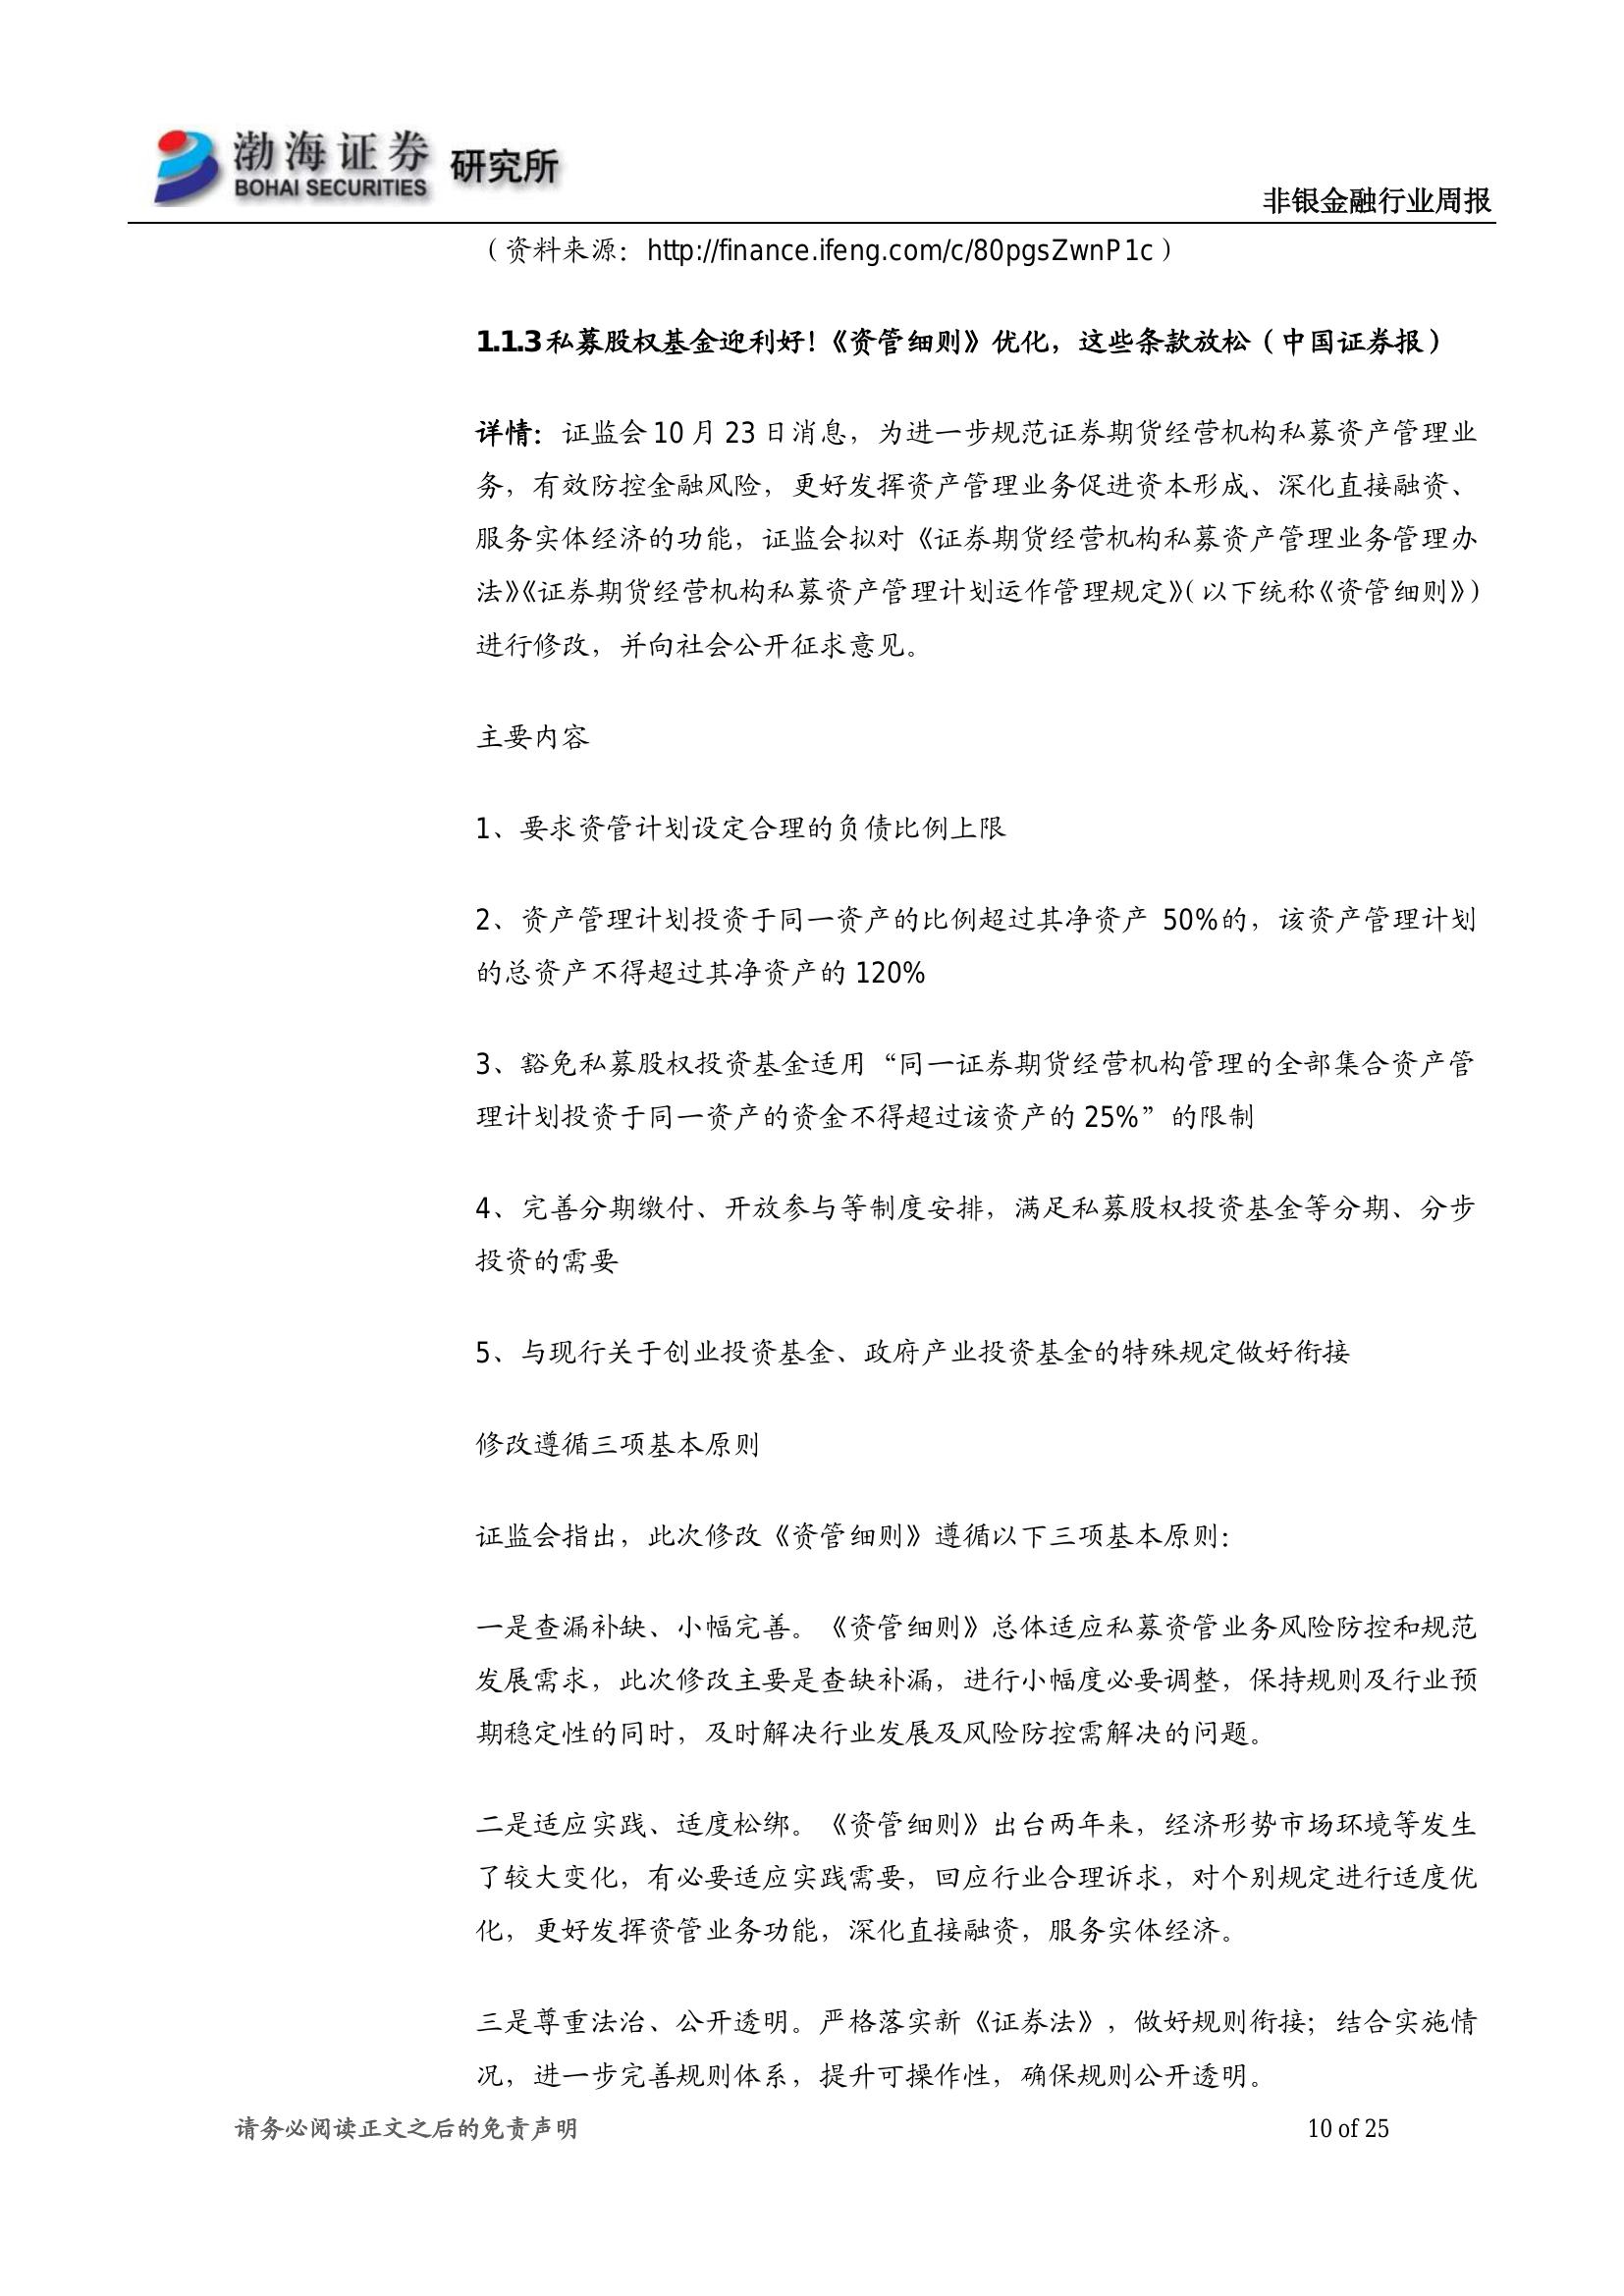 渤海证券 研究所
BOHAI SECURITIES
非银金融行业周报
（资料来源：http://finance.ifeng.com/c/80pgsZwnP1c）
1.1.3 私募股权基金迎利好！《资管细则》优化，这些条款放松（中国证券报）
详情：证监会 10 月 23 日消息，为进一步规范证券期货经营机构私募资产管理业
务，有效防控金融风险，更好发挥资产管理业务促进资本形成、深化直接融资、
服务实体经济的功能，证监会拟对《证券期货经营机构私募资产管理业务管理办
法》《证券期货经营机构私募资产管理计划运作管理规定》（以下统称《资管细则》）
进行修改，并向社会公开征求意见。
主要内容
1、要求资管计划设定合理的负债比例上限
2、资产管理计划投资于同一资产的比例超过其净资产 50%的，该资产管理计划
的总资产不得超过其净资产的 120%
3、豁免私募股权投资基金适用“同一证券期货经营机构管理的全部集合资产管
理计划投资于同一资产的资金不得超过该资产的 25%”的限制
4、完善分期缴付、开放参与等制度安排，满足私募股权投资基金等分期、分步
投资的需要
5、与现行关于创业投资基金、政府产业投资基金的特殊规定做好衔接
修改遵循三项基本原则
证监会指出，此次修改《资管细则》遵循以下三项基本原则：
一是查漏补缺、小幅完善。《资管细则》总体适应私募资管业务风险防控和规范
发展需求，此次修改主要是查缺补漏，进行小幅度必要调整，保持规则及行业预
期稳定性的同时，及时解决行业发展及风险防控需解决的问题。
二是适应实践、适度松绑。《资管细则》出台两年来，经济形势市场环境等发生
了较大变化，有必要适应实践需要，回应行业合理诉求，对个别规定进行适度优
化，更好发挥资管业务功能，深化直接融资，服务实体经济。
三是尊重法治、公开透明。严格落实新《证券法》，做好规则衔接；结合实施情
况，进一步完善规则体系，提升可操作性，确保规则公开透明。
请务必阅读正文之后的免责声明
10 of 25